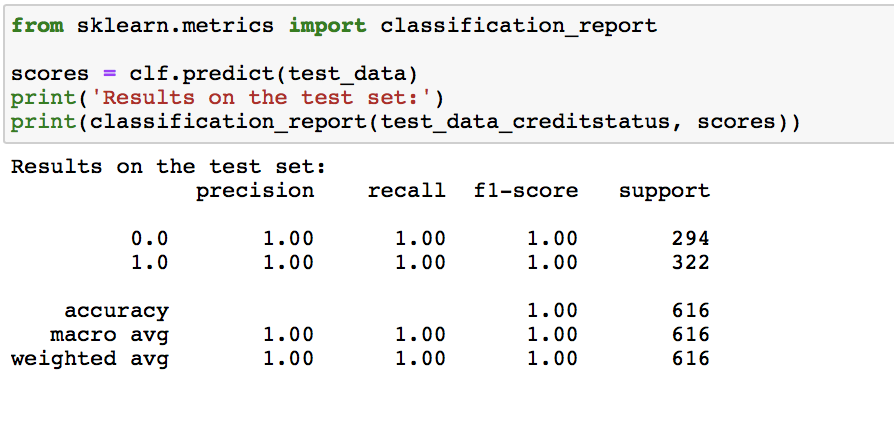 from sklearn.metrics import classification_report
scores = clf.predict(test_data)
print('Results on the test set:')
print(classification_report(test_data_creditstatus, scores))
Results on the test set:
precision recall f1-score support
0.0 1.00 1.00 1.00 294
1.0 1.00 1.00 1.00 322
accuracy 1.00 616
macro avg 1.00 1.00 1.00 616
weighted avg 1.00 1.00 1.00 616